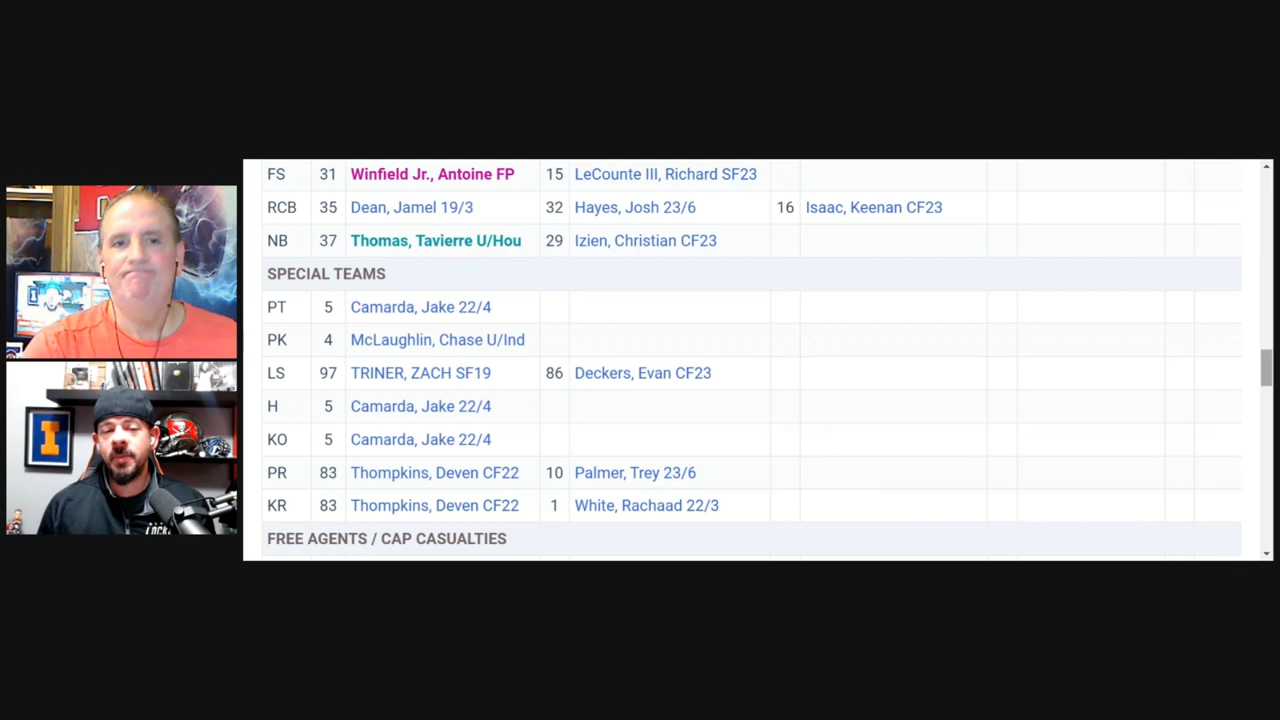 FS 31 Winfield Jr., Antoine FP 15 LeCounte III, Richard SF23
RCB 35 Dean, Jamel 19/3 32 Hayes, Josh 23/6 16 Isaac, Keenan CF23
NB 37 Thomas, Tavierre U/Hou 29 Izien, Christian CF23
SPECIAL TEAMS
PT 5 Camarda, Jake 22/4
PK 4 McLaughlin, Chase U/Ind
LS 97 TRINER, ZACH SF19 86 Deckers, Evan CF23
H 5 Camarda, Jake 22/4
KO 5 Camarda, Jake 22/4
PR 83 Thompkins, Deven CF22 10 Palmer, Trey 23/6
KR 83 Thompkins, Deven CF22 1 White, Rachaad 22/3
FREE AGENTS / CAP CASUALTIES
I